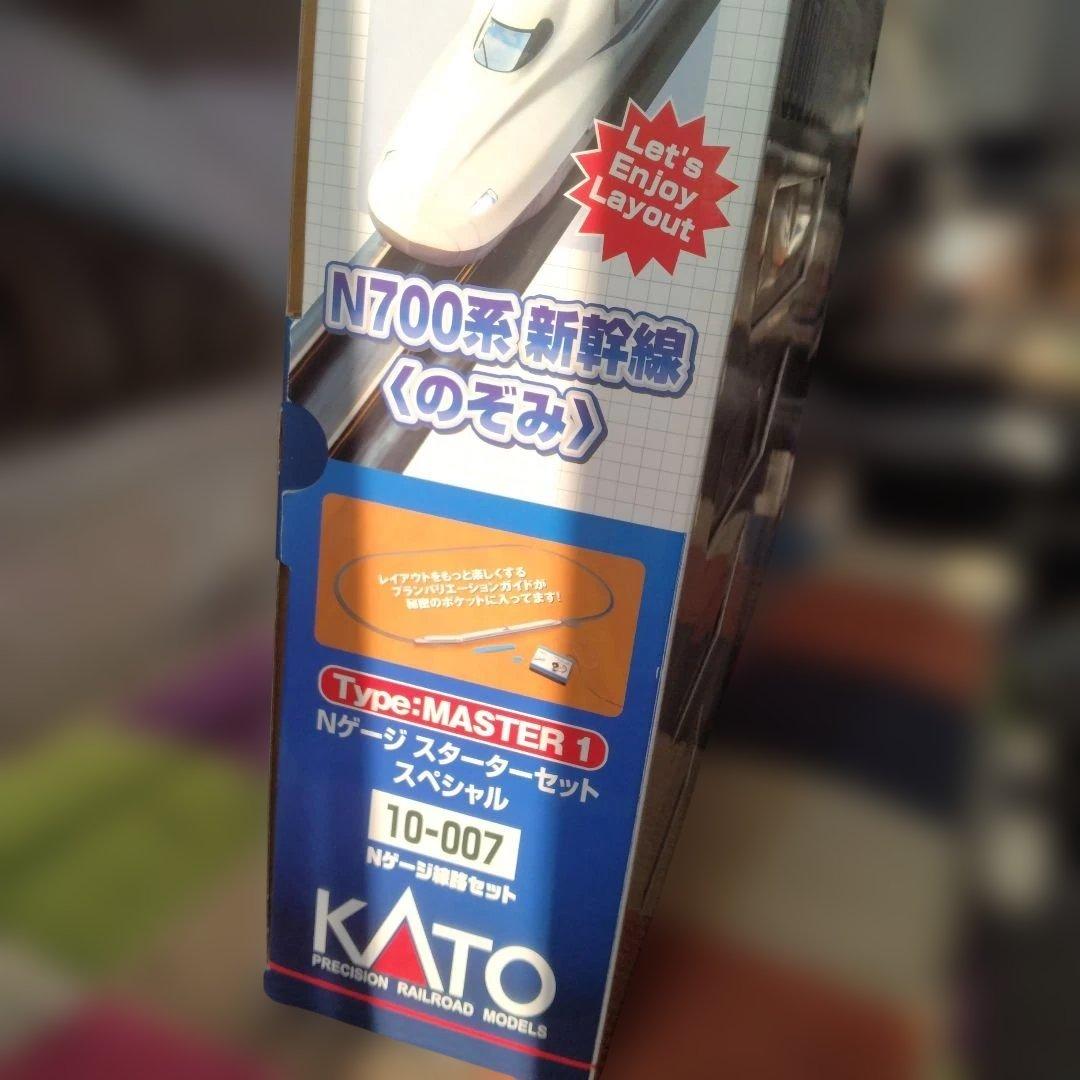 Let's
Enjoy
Layout
N700系 新幹線
〈のぞみ〉
レイアウトをもっと楽しくする
プランバリエーションガイドが
秘密のポケットに入ってます!
Type:MASTER 1
Nゲージ スターターセット
スペシャル
10-007
Nゲージ線路セット
KATO
PRECISION RAILROAD MODELS